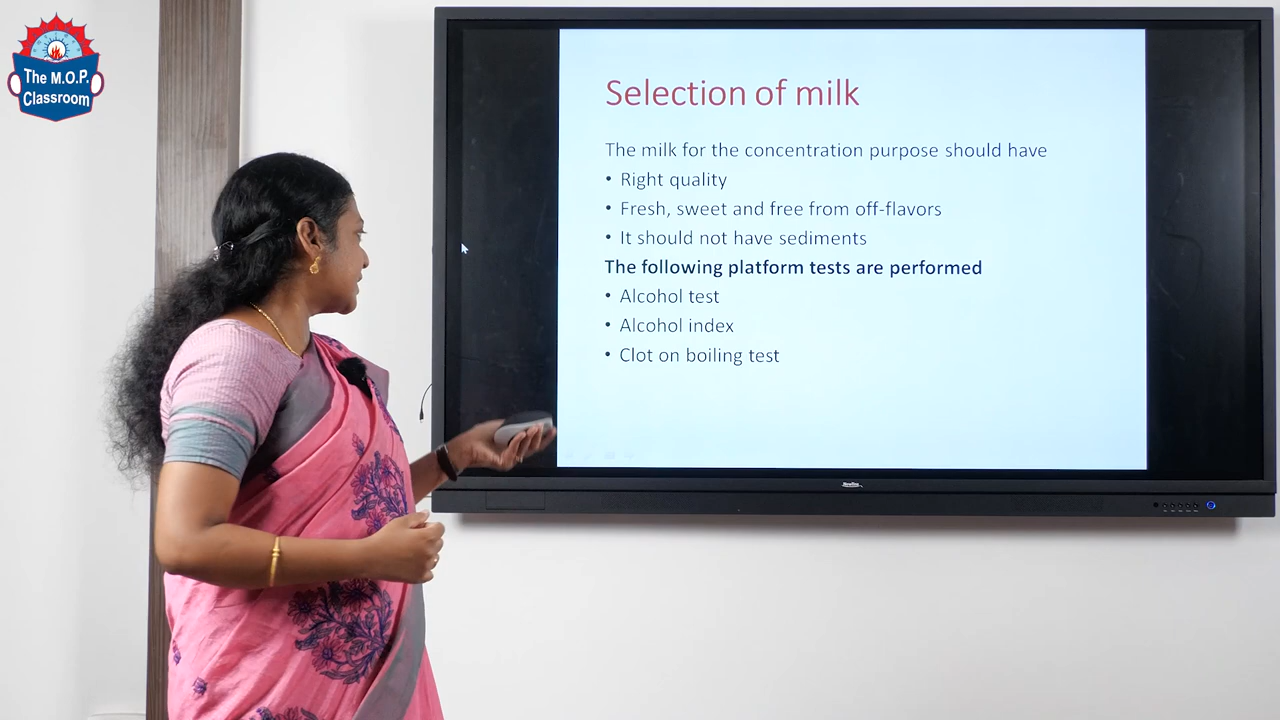 The M.O.P.
Classroom
Selection of milk
The milk for the concentration purpose should have
• Right quality
• Fresh, sweet and free from off-flavors
• It should not have sediments
The following platform tests are performed
• Alcohol test
• Alcohol index
• Clot on boiling test